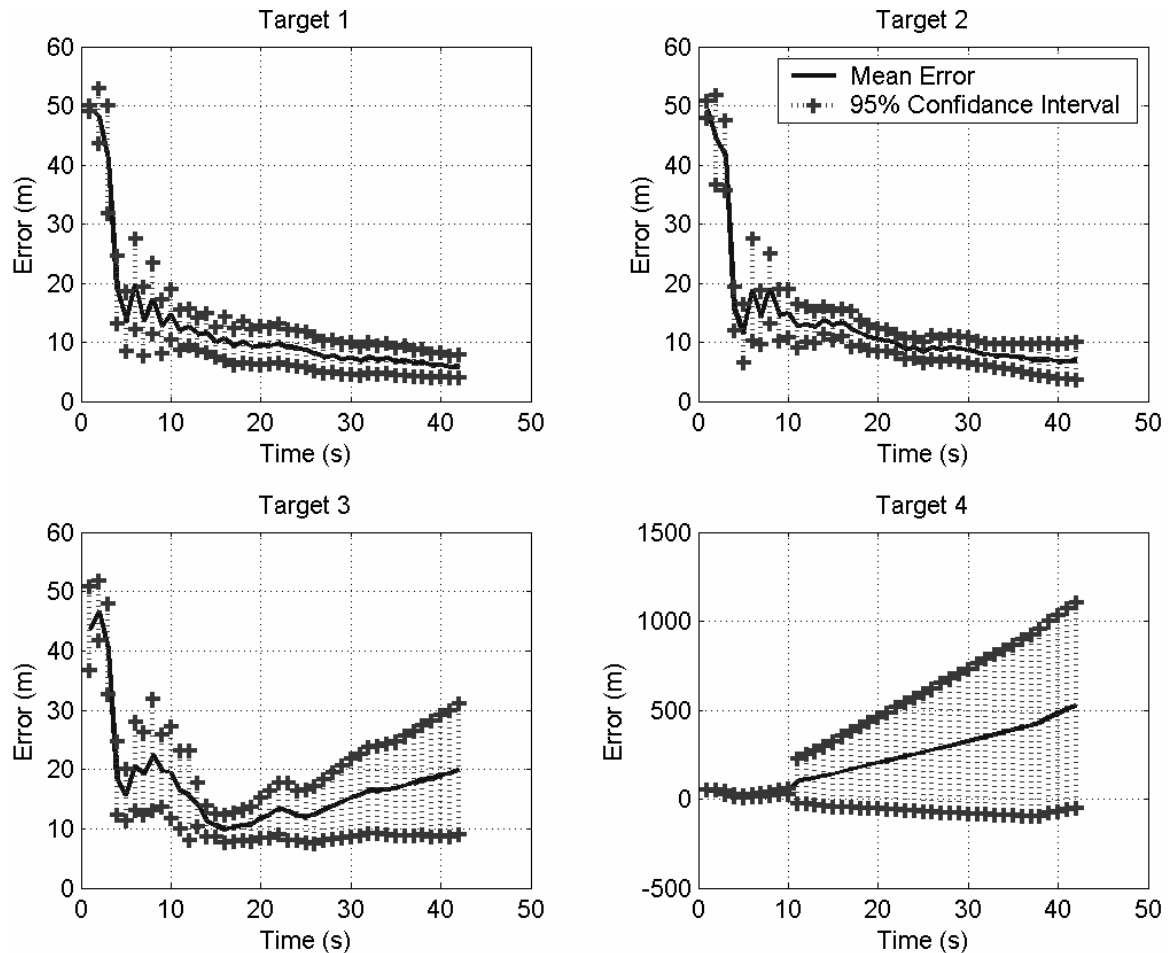 Target 1
60
50
40
30
20
10
0
Error (m)
0 10 20 30 40 50
Time (s)
Target 2
Mean Error
95% Confidance Interval
60
50
40
30
20
10
0
Error (m)
0 10 20 30 40 50
Time (s)
Target 3
60
50
40
30
20
10
0
Error (m)
0 10 20 30 40 50
Time (s)
Target 4
1500
1000
500
0
-500
Error (m)
0 10 20 30 40 50
Time (s)